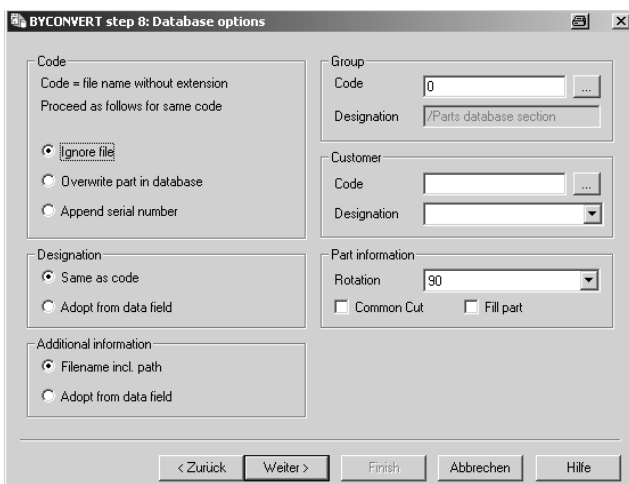 BYCONVERT step 8: Database options
Code
Code = file name without extension
Proceed as follows for same code
Ignore file
Overwrite part in database
Append serial number
Designation
Same as code
Adopt from data field
Additional information
Filename incl. path
Adopt from data field
Group
Code 0 ...
Designation /Parts database section
Customer
Code ...
Designation
Part information
Rotation 90
Common Cut Fill part
< Zurück Weiter > Finish Abbrechen Hilfe